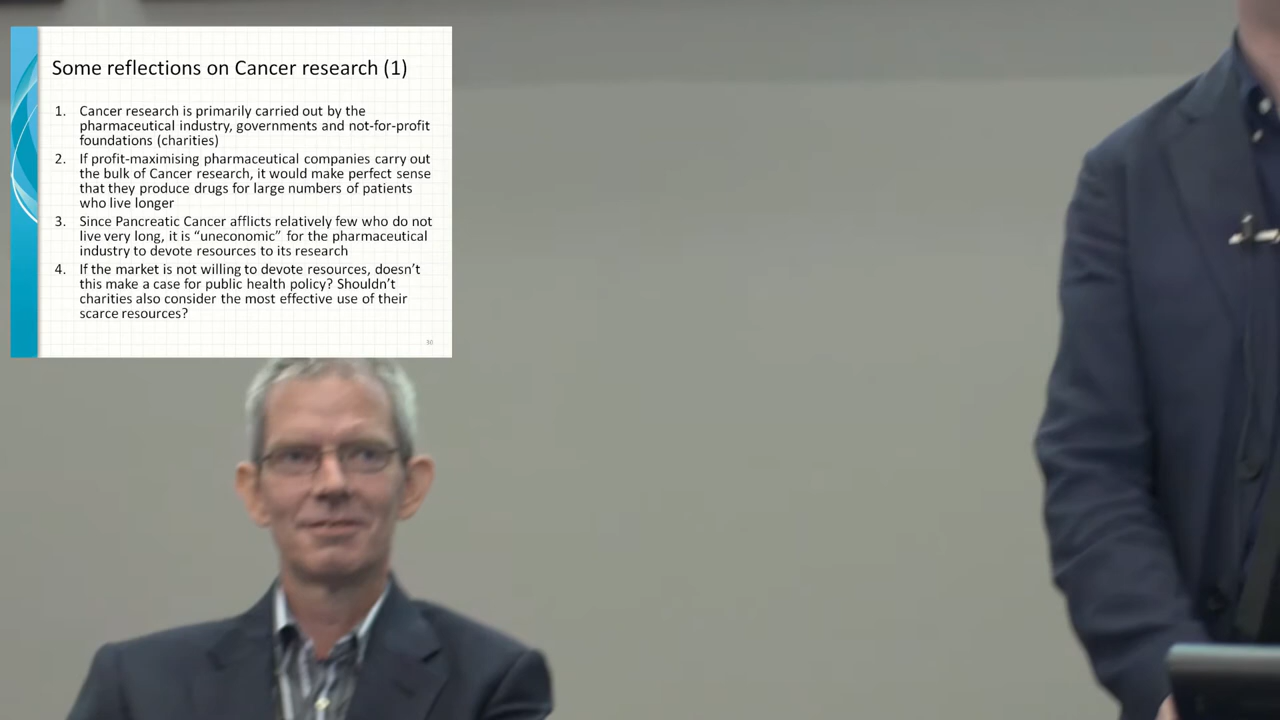 Some reflections on Cancer research (1)
1. Cancer research is primarily carried out by the
pharmaceutical industry, governments and not-for-profit
foundations (charities)
2. If profit-maximising pharmaceutical companies carry out
the bulk of Cancer research, it would make perfect sense
that they produce drugs for large numbers of patients
who live longer
3. Since Pancreatic Cancer afflicts relatively few who do not
live very long, it is “uneconomic” for the pharmaceutical
industry to devote resources to its research
4. If the market is not willing to devote resources, doesn’t
this make a case for public health policy? Shouldn’t
charities also consider the most effective use of their
scarce resources?
30